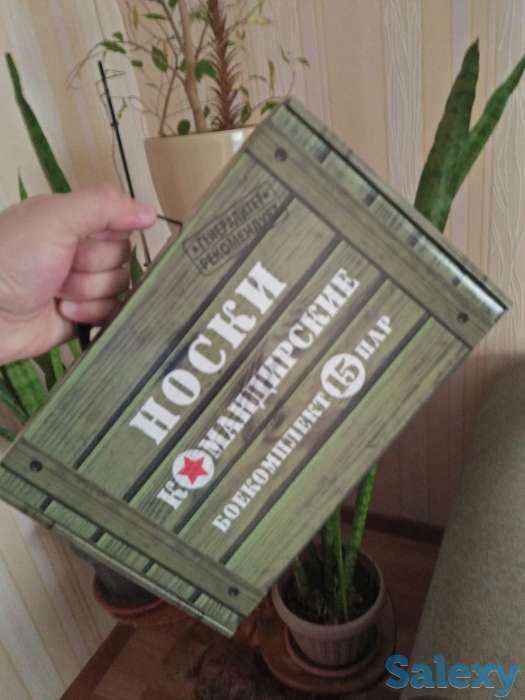 "ГЕНЕРАЛИТЕТ"
РЕКОМЕНДУЕТ
НОСКИ
КОМАНДИРСКИЕ
БОЕКОМПЛЕКТ 15 ПАР
Salexy